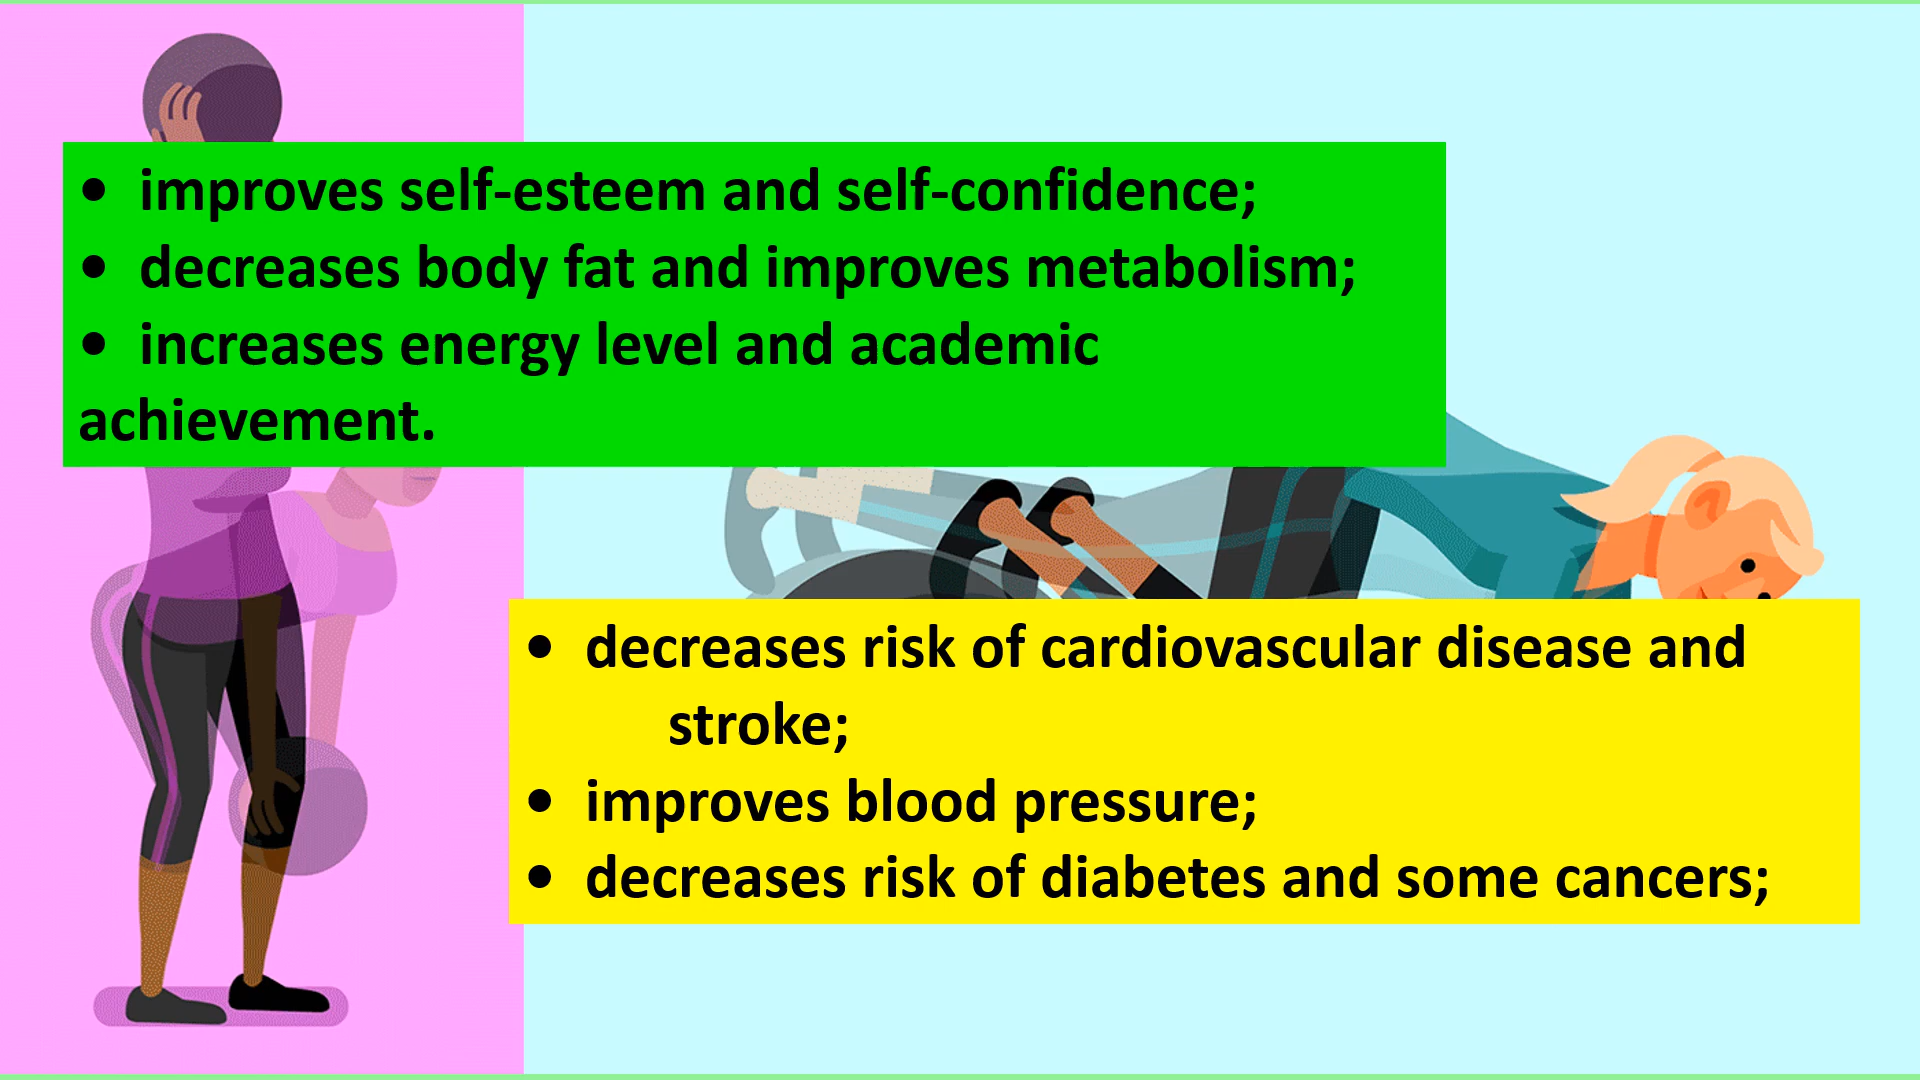 • improves self-esteem and self-confidence;
• decreases body fat and improves metabolism;
• increases energy level and academic
achievement.
• decreases risk of cardiovascular disease and
stroke;
• improves blood pressure;
• decreases risk of diabetes and some cancers;